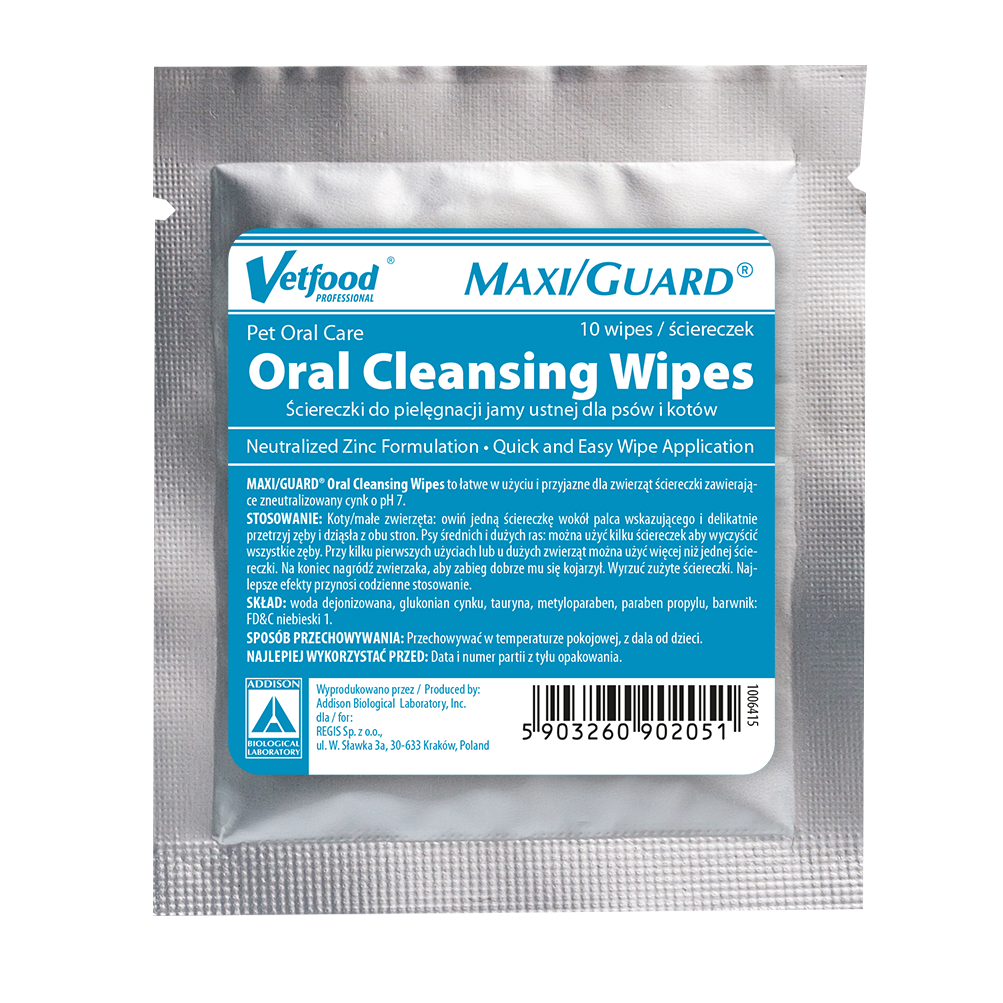 Vetfood®
PROFESSIONAL
MAXI/GUARD®
Pet Oral Care
10 wipes / ściereczek
Oral Cleansing Wipes
Ściereczki do pielęgnacji jamy ustnej dla psów i kotów
Neutralized Zinc Formulation • Quick and Easy Wipe Application
MAXI/GUARD® Oral Cleansing Wipes to łatwe w użyciu i przyjazne dla zwierząt ściereczki zawierają-
ce zneutralizowany cynk o pH 7.
STOSOWANIE: Koty/małe zwierzęta: owiń jedną ściereczkę wokół palca wskazującego i delikatnie
przetrzyj zęby i dziąsła z obu stron. Psy średnich i dużych ras: można użyć kilku ściereczek aby wyczyścić
wszystkie zęby. Przy kilku pierwszych użyciach lub u dużych zwierząt można użyć więcej niż jednej ście-
reczki. Na koniec nagródź zwierzaka, aby zabieg dobrze mu się kojarzył. Wyrzuć zużyte ściereczki. Naj-
lepsze efekty przynosi codzienne stosowanie.
SKŁAD: woda dejonizowana, glukonian cynku, tauryna, metyloparaben, paraben propylu, barwnik:
FD&C niebieski 1.
SPOSÓB PRZECHOWYWANIA: Przechowywać w temperaturze pokojowej, z dala od dzieci.
NAJLEPIEJ WYKORZYSTAĆ PRZED: Data i numer partii z tyłu opakowania.
ADDISON
BIOLOGICAL
LABORATORY
Wyprodukowano przez / Produced by:
Addison Biological Laboratory, Inc.
dla / for:
REGIS Sp. z o.o.,
ul. W. Sławka 3a, 30-633 Kraków, Poland
5 903260 902051
1006415